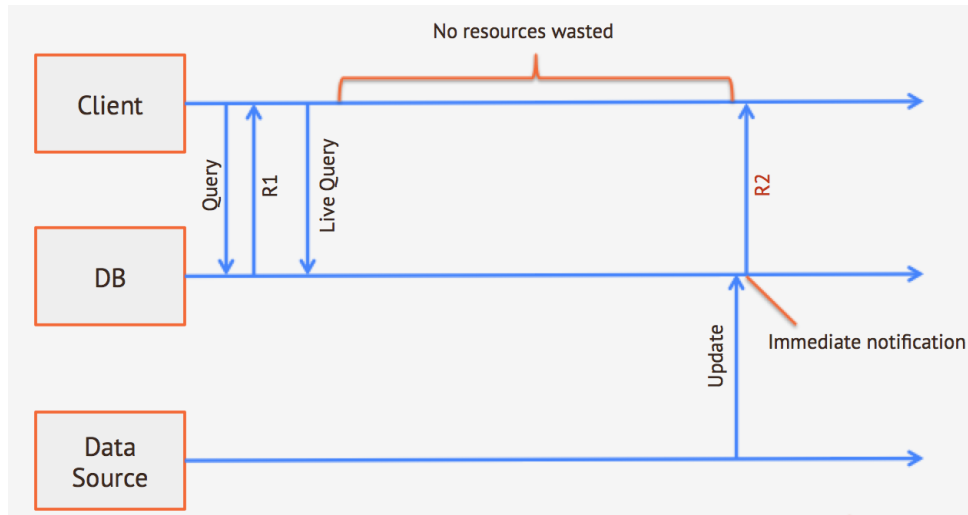 No resources wasted
Client
Query
R1
Live Query
R2
DB
Immediate notification
Update
Data
Source